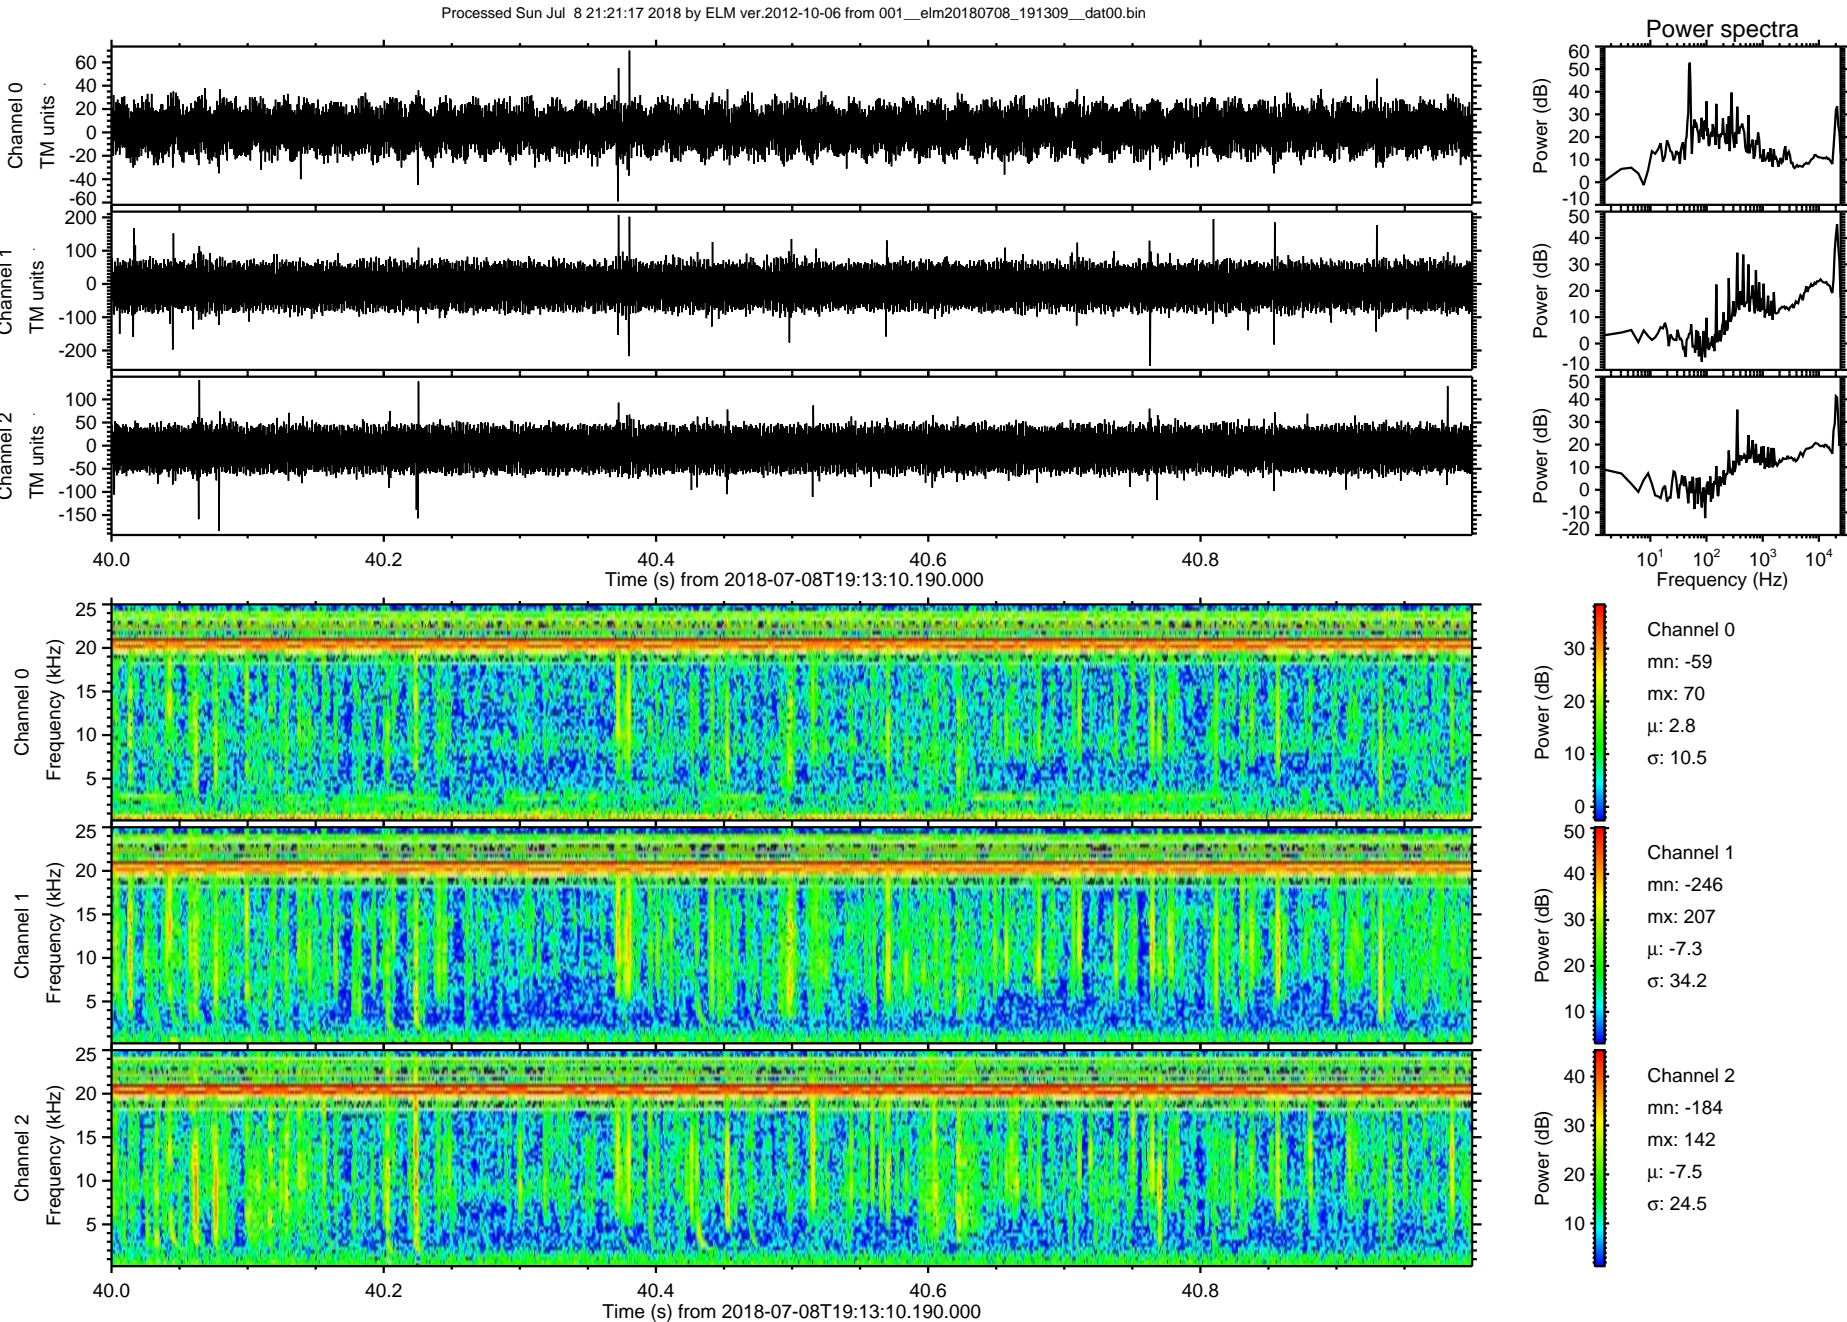 Processed Sun Jul 8 21:21:17 2018 by ELM ver.2012-10-06 from 001__elm20180708_191309__dat00.bin
Power spectra
Channel 0
TM units
60
40
20
0
-20
-40
-60
Channel 1
TM units
200
100
0
-100
-200
Channel 2
TM units
100
50
0
-50
-100
-150
40.0 40.2 40.4 40.6 40.8
Time (s) from 2018-07-08T19:13:10.190.000
Power (dB)
60
50
40
30
20
10
0
-10
Power (dB)
50
40
30
20
10
0
-10
Power (dB)
50
40
30
20
10
0
-10
-20
10¹ 10² 10³ 10⁴
Frequency (Hz)
Channel 0
Frequency (kHz)
25
20
15
10
5
Channel 1
Frequency (kHz)
25
20
15
10
5
Channel 2
Frequency (kHz)
25
20
15
10
5
40.0 40.2 40.4 40.6 40.8
Time (s) from 2018-07-08T19:13:10.190.000
Power (dB)
30
20
10
0
Channel 0
mn: -59
mx: 70
μ: 2.8
σ: 10.5
Power (dB)
50
40
30
20
10
Channel 1
mn: -246
mx: 207
μ: -7.3
σ: 34.2
Power (dB)
40
30
20
10
Channel 2
mn: -184
mx: 142
μ: -7.5
σ: 24.5